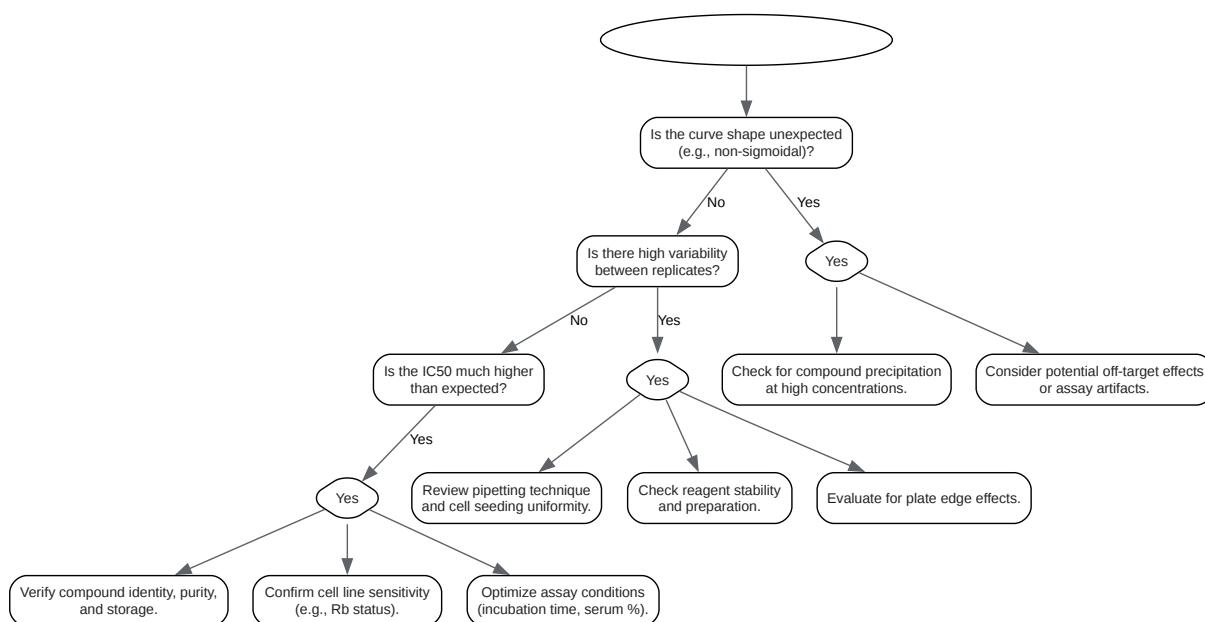 Is the curve shape unexpected
(e.g., non-sigmoidal)?
No
Yes
Is there high variability
between replicates?
Yes
No
Yes
Is the IC50 much higher
than expected?
Yes
Check for compound precipitation
at high concentrations.
Consider potential off-target effects
or assay artifacts.
Yes
Review pipetting technique
and cell seeding uniformity.
Check reagent stability
and preparation.
Evaluate for plate edge effects.
Yes
Verify compound identity, purity,
and storage.
Confirm cell line sensitivity
(e.g., Rb status).
Optimize assay conditions
(incubation time, serum %).